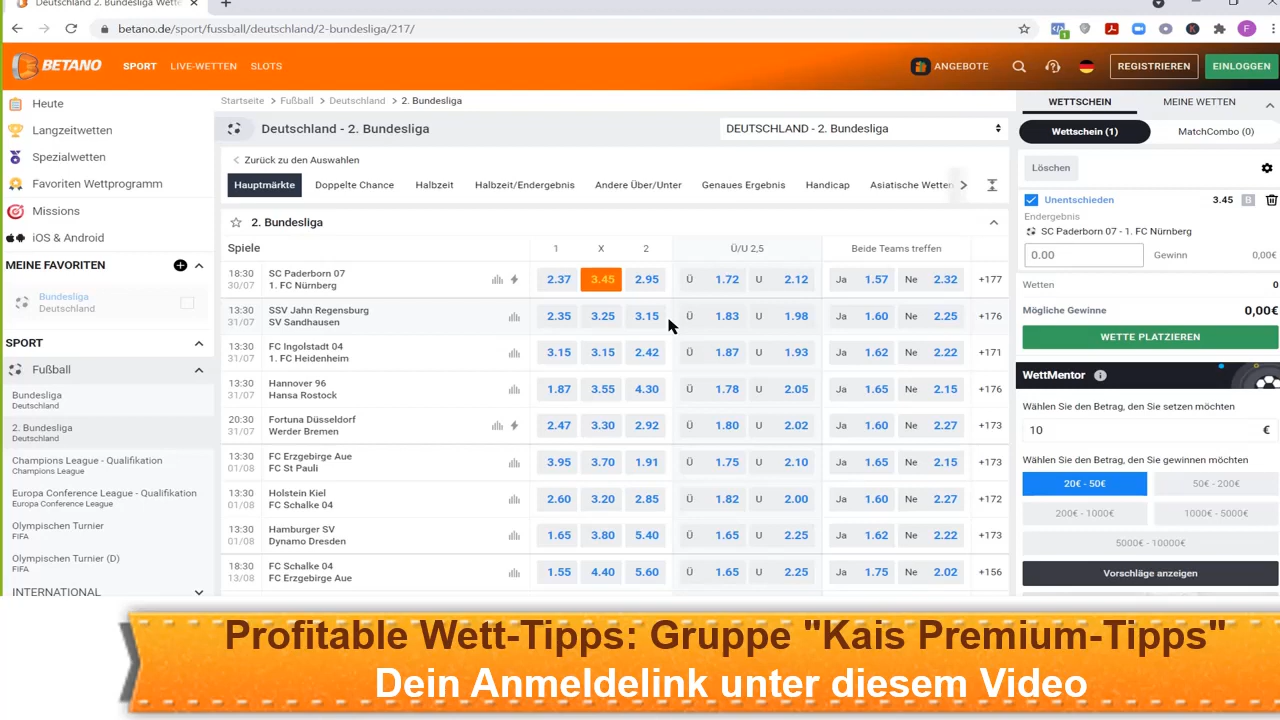 Deutschland 2. Bundesliga Wette
betano.de/sport/fussball/deutschland/2-bundesliga/217/
F
BETANO SPORT LIVE-WETTEN SLOTS ANGEBOTE REGISTRIEREN EINLOGGEN
Heute
Langzeitwetten
Spezialwetten
Favoriten Wettprogramm
Missions
iOS & Android
MEINE FAVORITEN
Bundesliga
Deutschland
SPORT
Fußball
Bundesliga
Deutschland
2. Bundesliga
Deutschland
Champions League - Qualifikation
Champions League
Europa Conference League - Qualifikation
Europa Conference League
Olympischen Turnier
FIFA
Olympischen Turnier (D)
FIFA
INTERNATIONAL
Startseite > Fußball > Deutschland > 2. Bundesliga
Deutschland - 2. Bundesliga
DEUTSCHLAND - 2. Bundesliga
Zurück zu den Auswahlen
Hauptmärkte Doppelte Chance Halbzeit Halbzeit/Endergebnis Andere Über/Unter Genaues Ergebnis Handicap Asiatische Wetten
2. Bundesliga
Spiele 1 X 2 Ü/U 2,5 Beide Teams treffen
18:30 SC Paderborn 07
30/07 1. FC Nürnberg
2.37 3.45 2.95 Ü 1.72 U 2.12 Ja 1.57 Ne 2.32 +177
13:30 SSV Jahn Regensburg
31/07 SV Sandhausen
2.35 3.25 3.15 Ü 1.83 U 1.98 Ja 1.60 Ne 2.25 +176
13:30 FC Ingolstadt 04
31/07 1. FC Heidenheim
3.15 3.15 2.42 Ü 1.87 U 1.93 Ja 1.62 Ne 2.22 +171
13:30 Hannover 96
31/07 Hansa Rostock
1.87 3.55 4.30 Ü 1.78 U 2.05 Ja 1.65 Ne 2.15 +176
20:30 Fortuna Düsseldorf
31/07 Werder Bremen
2.47 3.30 2.92 Ü 1.80 U 2.02 Ja 1.60 Ne 2.27 +173
13:30 FC Erzgebirge Aue
01/08 FC St Pauli
3.95 3.70 1.91 Ü 1.75 U 2.10 Ja 1.65 Ne 2.15 +173
13:30 Holstein Kiel
01/08 FC Schalke 04
2.60 3.20 2.85 Ü 1.82 U 2.00 Ja 1.60 Ne 2.27 +172
13:30 Hamburger SV
01/08 Dynamo Dresden
1.65 3.80 5.40 Ü 1.65 U 2.25 Ja 1.62 Ne 2.22 +173
18:30 FC Schalke 04
13/08 FC Erzgebirge Aue
1.55 4.40 5.60 Ü 1.65 U 2.25 Ja 1.75 Ne 2.02 +156
WETTSCHEIN MEINE WETTEN
Wettschein (1) MatchCombo (0)
Löschen
Unentschieden 3.45 B
Endergebnis
SC Paderborn 07 - 1. FC Nürnberg
0.00 Gewinn 0,00€
Wetten 0
Mögliche Gewinne 0,00€
WETTE PLATZIEREN
WettMentor
Wählen Sie den Betrag, den Sie setzen möchten
10 €
Wählen Sie den Betrag, den Sie gewinnen möchten
20€ - 50€ 50€ - 200€
200€ - 1000€ 1000€ - 5000€
5000€ - 10000€
Vorschläge anzeigen
Profitable Wett-Tipps: Gruppe "Kais Premium-Tipps"
Dein Anmeldelink unter diesem Video